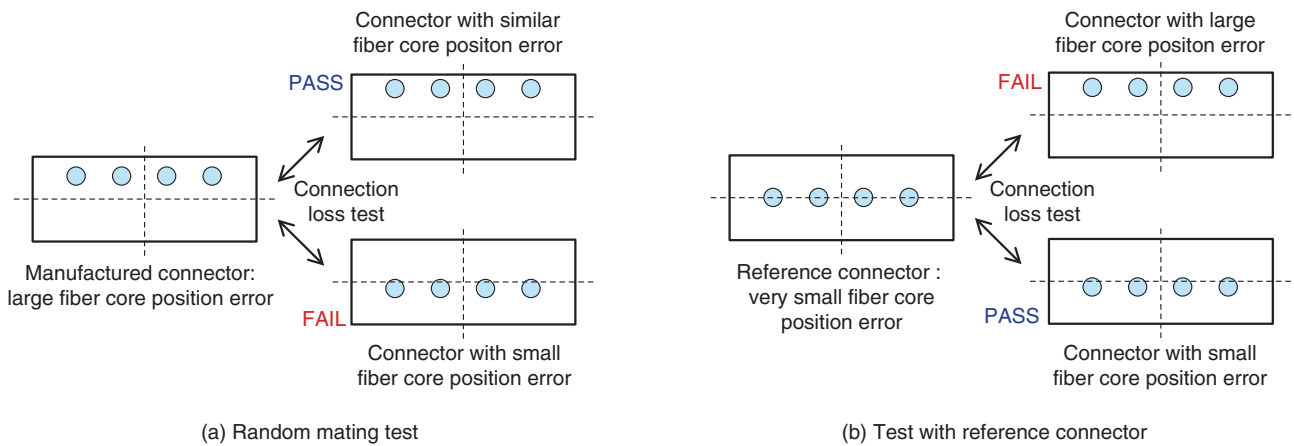 Connector with similar
fiber core positon error
PASS
Connection
loss test
Manufactured connector:
large fiber core position error
FAIL
Connector with small
fiber core position error
(a) Random mating test
Connector with large
fiber core positon error
FAIL
Connection
loss test
Reference connector :
very small fiber core
position error
PASS
Connector with small
fiber core position error
(b) Test with reference connector